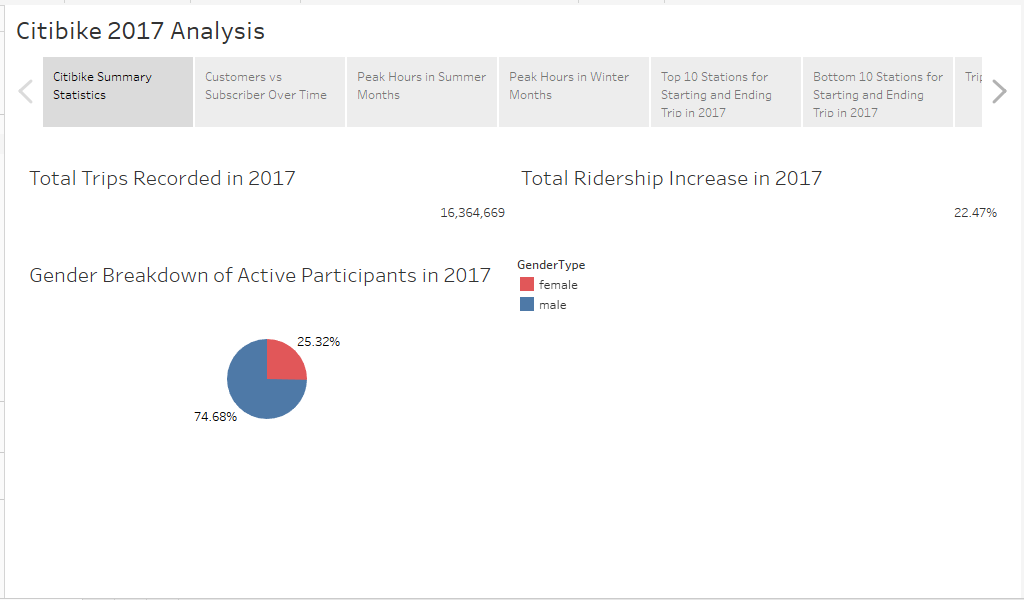 Citibike 2017 Analysis
Citibike Summary
Statistics
Customers vs
Subscriber Over Time
Peak Hours in Summer
Months
Peak Hours in Winter
Months
Top 10 Stations for
Starting and Ending
Trip in 2017
Bottom 10 Stations for
Starting and Ending
Trip in 2017
Total Trips Recorded in 2017
16,364,669
Total Ridership Increase in 2017
22.47%
Gender Breakdown of Active Participants in 2017
GenderType
female
male
25.32%
74.68%